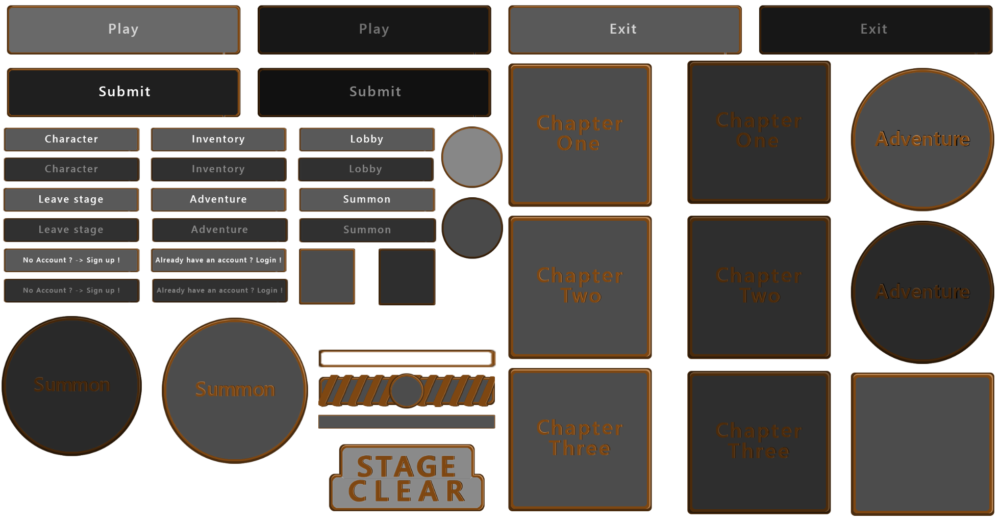 Play
Play
Exit
Exit
Submit
Submit
Character
Inventory
Lobby
Character
Inventory
Lobby
Leave stage
Adventure
Summon
Leave stage
Adventure
Summon
No Account ? -> Sign up !
Already have an account ? Login !
No Account ? -> Sign up !
Already have an account ? Login !
Chapter
One
Chapter
One
Adventure
Chapter
Two
Chapter
Two
Adventure
Summon
Summon
Chapter
Three
Chapter
Three
STAGE
CLEAR